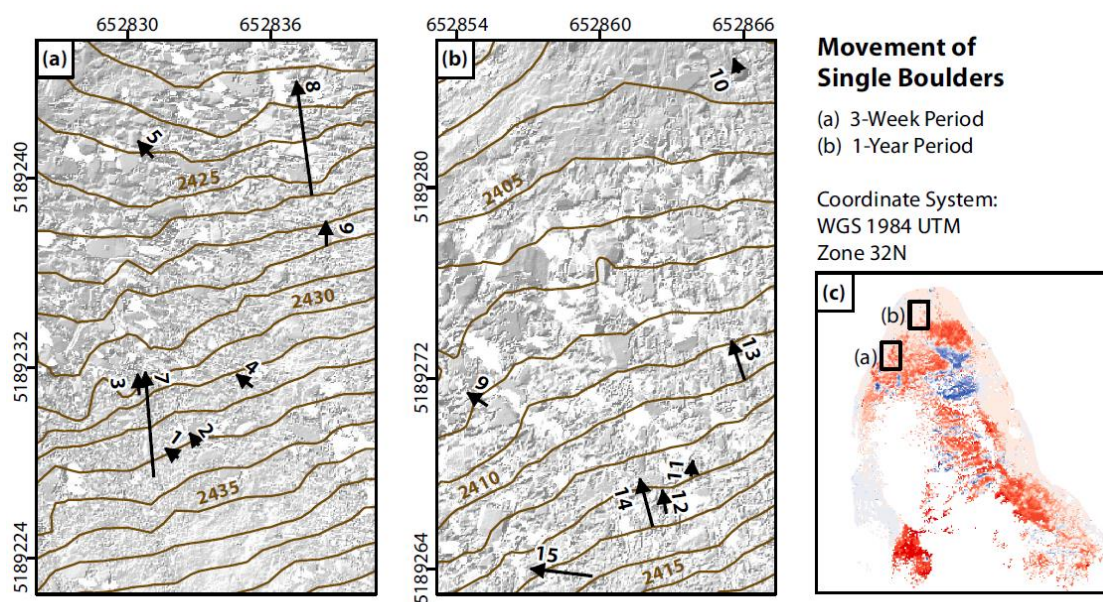 652830 652836
652854 652860 652866
(a)
5189240
5189232
5189224
8
5
2425
6
2430
3
7
4
1
2
2435
(b)
5189280
5189272
5189264
10
2405
13
9
2410
11
12
14
15
2415
Movement of
Single Boulders
(a) 3-Week Period
(b) 1-Year Period
Coordinate System:
WGS 1984 UTM
Zone 32N
(c)
(b)
(a)